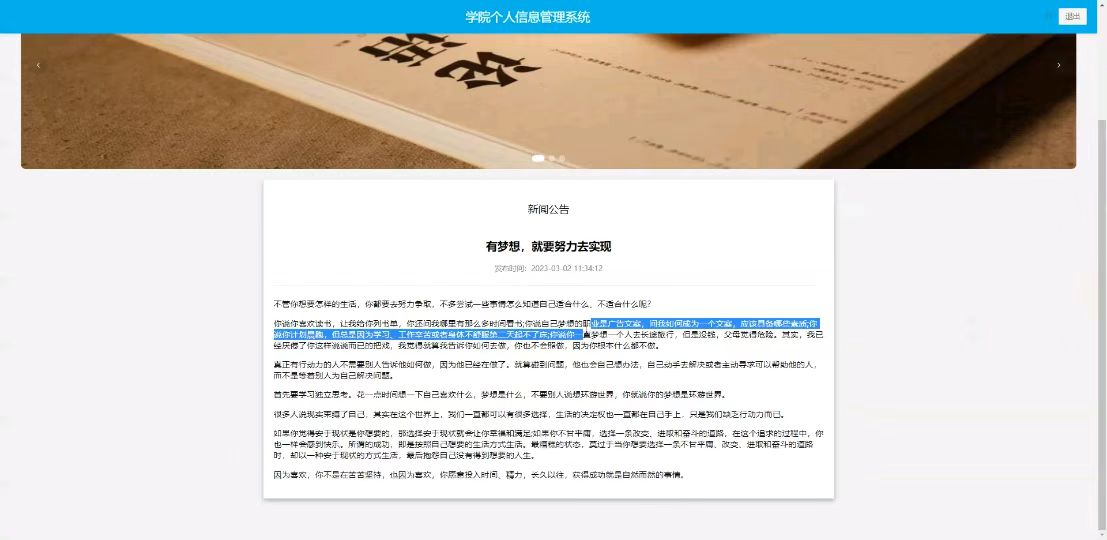 学院个人信息管理系统
退出
论语
新闻公告
有梦想，就要努力去实现
发布时间：2023-03-02 11:34:12
不管你想要怎样的生活，你都要去努力争取，不多尝试一些事情怎么知道自己适合什么、不适合什么呢？
你说你喜欢读书，让我给你列书单，你还问我哪里有那么多时间看书;你说自己梦想的职业是广告文案，问我如何成为一个文案，应该具备哪些素质;你
说你计划晨跑，但总是因为学习、工作辛苦或者身体不舒服第二天起不了床;你说你一直梦想一个人去长途旅行，但是没钱，父母觉得危险。其实，我已
经厌倦了你这样说说而已的把戏，我觉得就算我告诉你如何去做，你也不会照做，因为你根本什么都不做。
真正有行动力的人不需要别人告诉他如何做，因为他已经在做了。就算碰到问题，他也会自己想办法，自己动手去解决或者主动寻求可以帮助他的人，
而不是等着别人为自己解决问题。
首先要学习独立思考。花一点时间想一下自己喜欢什么，梦想是什么，不要别人说想环游世界，你就说你的梦想是环游世界。
很多人说现实束缚了自己，其实在这个世界上，我们一直都可以有很多选择，生活的决定权也一直都在自己手上，只是我们缺乏行动力而已。
如果你觉得安于现状是你想要的，那选择安于现状就会让你幸福和满足;如果你不甘平庸，选择一条改变、进取和奋斗的道路，在这个追求的过程中，你
也一样会感到快乐。所谓的成功，即是按照自己想要的生活方式生活。最糟糕的状态，莫过于当你想要选择一条不甘平庸、改变、进取和奋斗的道路
时，却以一种安于现状的方式生活，最后抱怨自己没有得到想要的人生。
因为喜欢，你不是在苦苦坚持，也因为喜欢，你愿意投入时间、精力，长久以往，获得成功就是自然而然的事情。